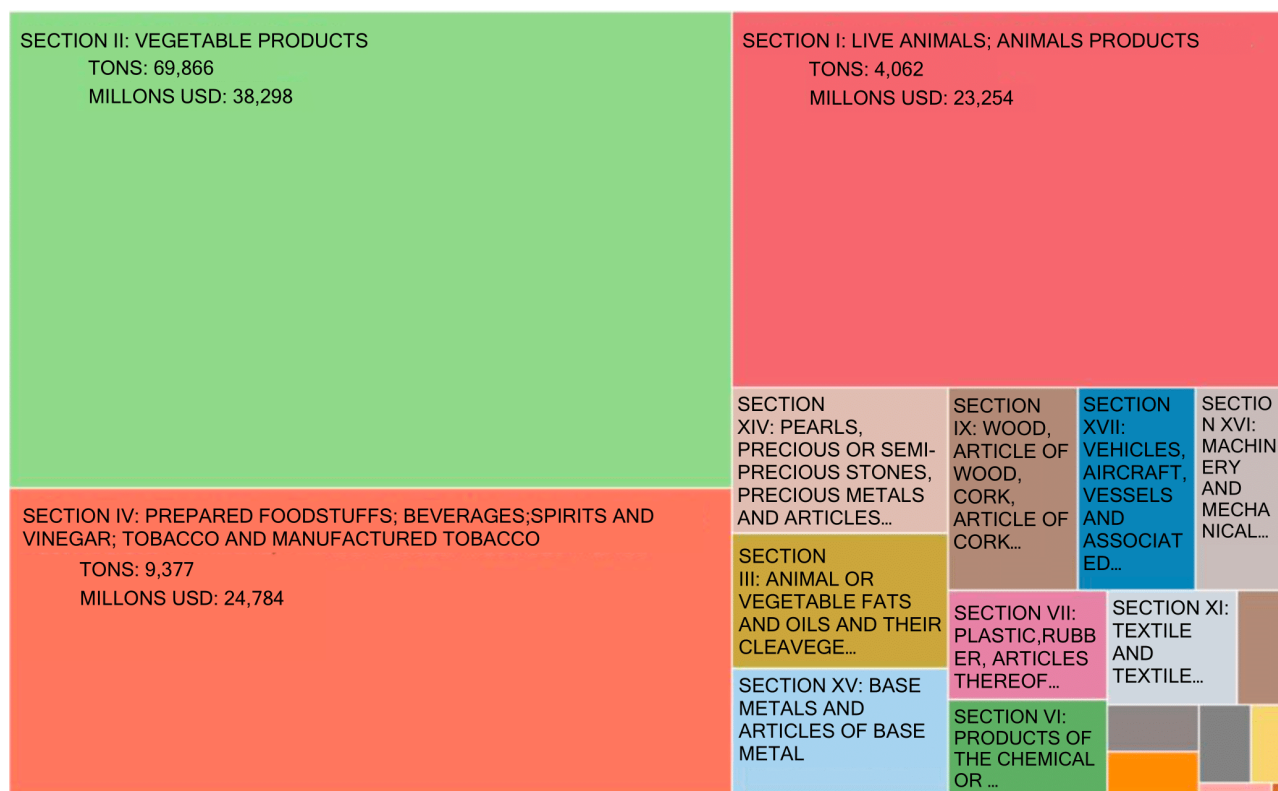 SECTION II: VEGETABLE PRODUCTS
TONS: 69,866
MILLONS USD: 38,298
SECTION I: LIVE ANIMALS; ANIMALS PRODUCTS
TONS: 4,062
MILLONS USD: 23,254
SECTION IV: PREPARED FOODSTUFFS; BEVERAGES;SPIRITS AND
VINEGAR; TOBACCO AND MANUFACTURED TOBACCO
TONS: 9,377
MILLONS USD: 24,784
SECTION
XIV: PEARLS,
PRECIOUS OR SEMI-
PRECIOUS STONES,
PRECIOUS METALS
AND ARTICLES...
SECTION
III: ANIMAL OR
VEGETABLE FATS
AND OILS AND THEIR
CLEAVEGE...
SECTION XV: BASE
METALS AND
ARTICLES OF BASE
METAL
SECTION
IX: WOOD,
ARTICLE OF
WOOD,
CORK,
ARTICLE OF
CORK...
SECTION
XVII:
VEHICLES,
AIRCRAFT,
VESSELS
AND
ASSOCIAT
ED...
SECTIO
N XVI:
MACHIN
ERY
AND
MECHA
NICAL...
SECTION VII:
PLASTIC,RUBB
ER, ARTICLES
THEREOF...
SECTION XI:
TEXTILE
AND
TEXTILE...
SECTION VI:
PRODUCTS OF
THE CHEMICAL
OR ...